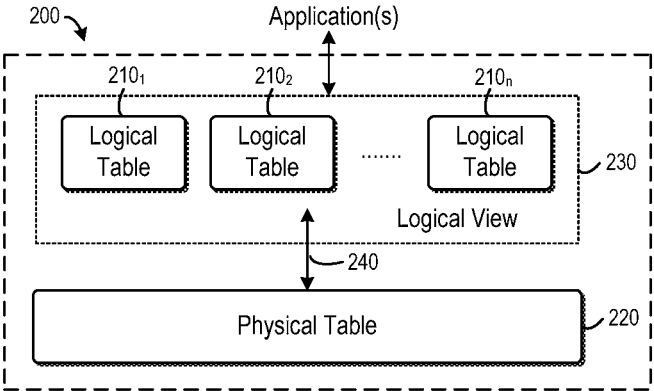 200
Application(s)
210₁
210₂
210ₙ
Logical
Table
Logical
Table
.......
Logical
Table
230
Logical View
240
Physical Table
220